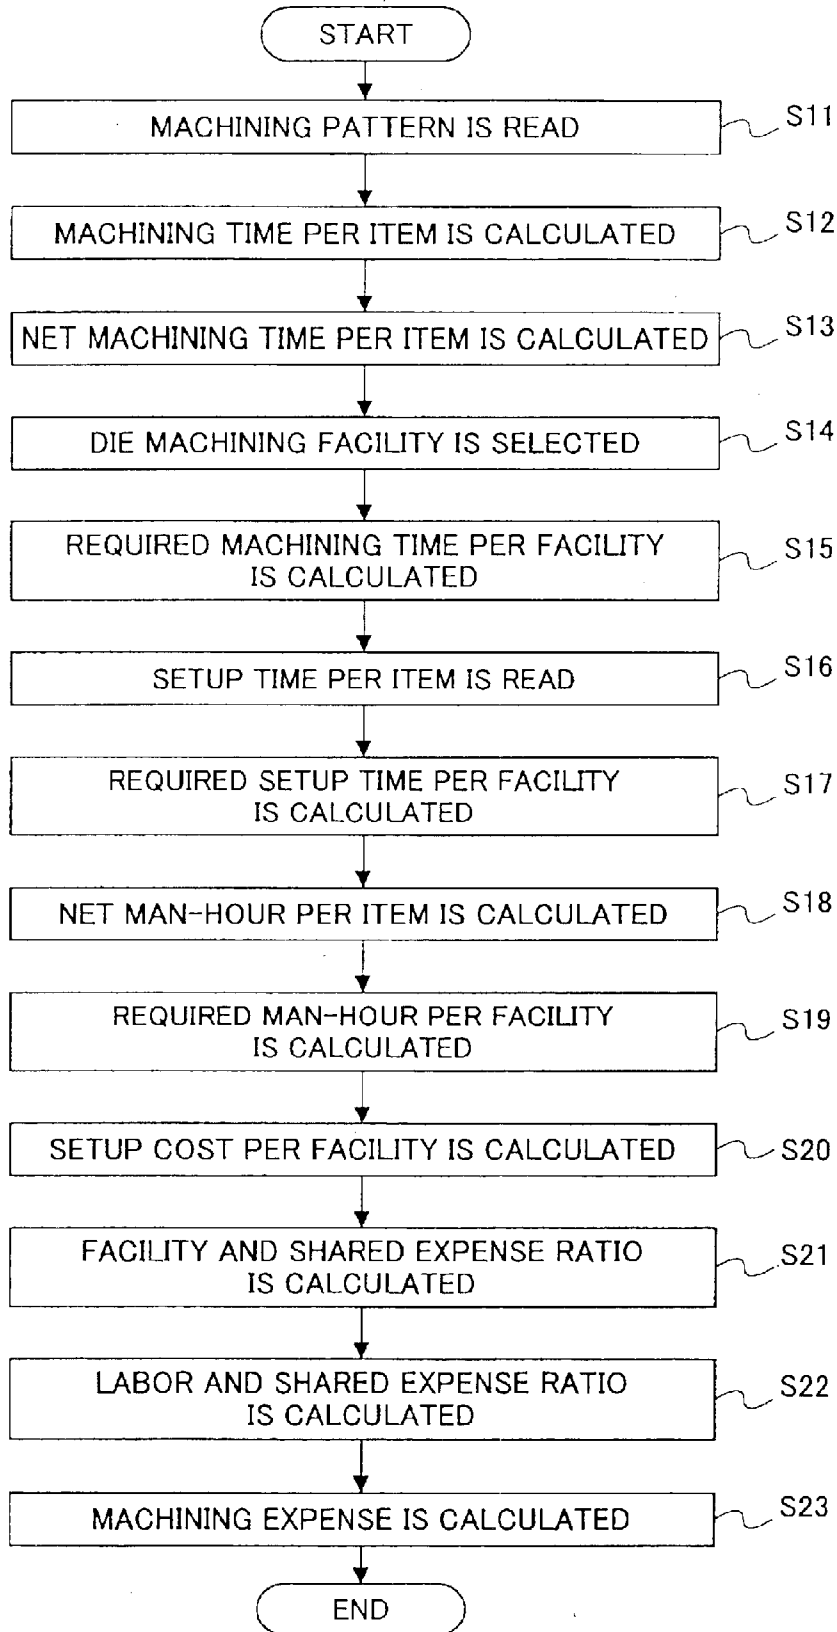 START
MACHINING PATTERN IS READ
S11
MACHINING TIME PER ITEM IS CALCULATED
S12
NET MACHINING TIME PER ITEM IS CALCULATED
S13
DIE MACHINING FACILITY IS SELECTED
S14
REQUIRED MACHINING TIME PER FACILITY
IS CALCULATED
S15
SETUP TIME PER ITEM IS READ
S16
REQUIRED SETUP TIME PER FACILITY
IS CALCULATED
S17
NET MAN-HOUR PER ITEM IS CALCULATED
S18
REQUIRED MAN-HOUR PER FACILITY
IS CALCULATED
S19
SETUP COST PER FACILITY IS CALCULATED
S20
FACILITY AND SHARED EXPENSE RATIO
IS CALCULATED
S21
LABOR AND SHARED EXPENSE RATIO
IS CALCULATED
S22
MACHINING EXPENSE IS CALCULATED
S23
END